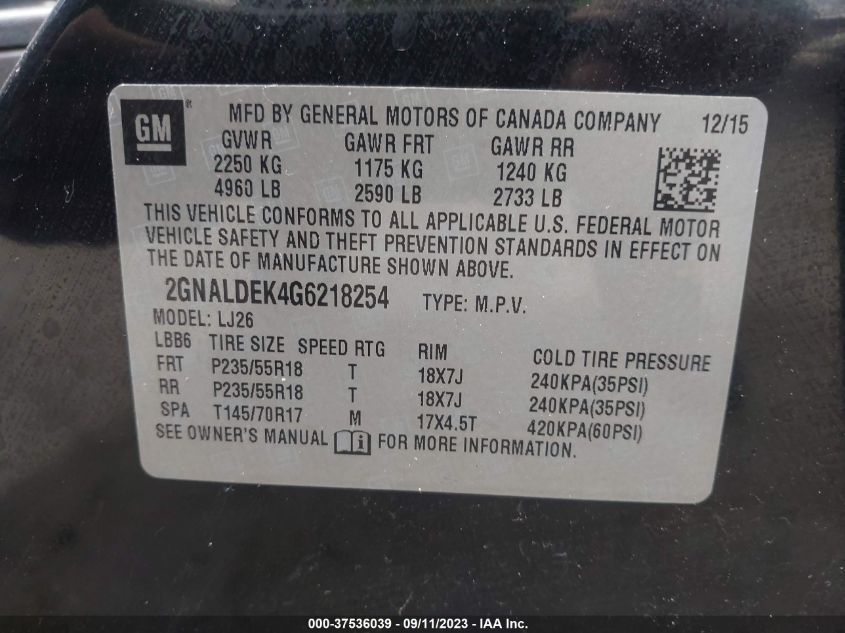 GM ® MFD BY GENERAL MOTORS OF CANADA COMPANY 12/15
GVWR GAWR FRT GAWR RR
2250 KG 1175 KG 1240 KG
4960 LB 2590 LB 2733 LB
THIS VEHICLE CONFORMS TO ALL APPLICABLE U.S. FEDERAL MOTOR
VEHICLE SAFETY AND THEFT PREVENTION STANDARDS IN EFFECT ON
THE DATE OF MANUFACTURE SHOWN ABOVE.
2GNALDEK4G6218254 TYPE: M.P.V.
MODEL: LJ26
LBB6 TIRE SIZE SPEED RTG RIM COLD TIRE PRESSURE
FRT P235/55R18 T 18X7J 240KPA(35PSI)
RR P235/55R18 T 18X7J 240KPA(35PSI)
SPA T145/70R17 M 17X4.5T 420KPA(60PSI)
SEE OWNER'S MANUAL FOR MORE INFORMATION.
000-37536039 - 09/11/2023 - IAA Inc.